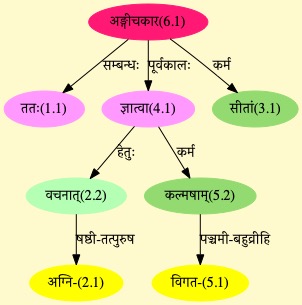 अङ्गीचकार(6.1)
सम्बन्धः पूर्वकालः कर्म
ततः(1.1) ज्ञात्वा(4.1) सीतां(3.1)
हेतुः कर्म
वचनात्(2.2) कल्मषाम्(5.2)
षष्ठी-तत्पुरुष पञ्चमी-बहुव्रीहि
अग्नि-(2.1) विगत-(5.1)